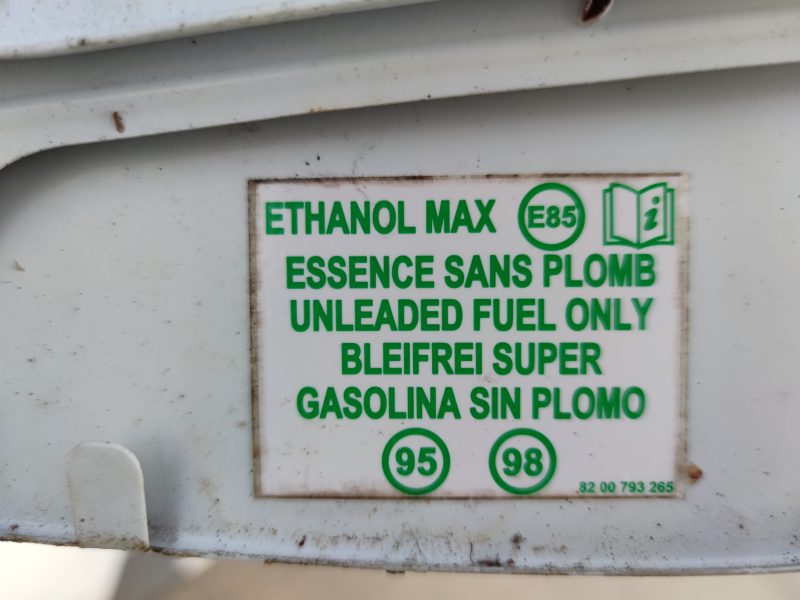 ETHANOL MAX E85 i
ESSENCE SANS PLOMB
UNLEADED FUEL ONLY
BLEIFREI SUPER
GASOLINA SIN PLOMO
95 98
82 00 793 265